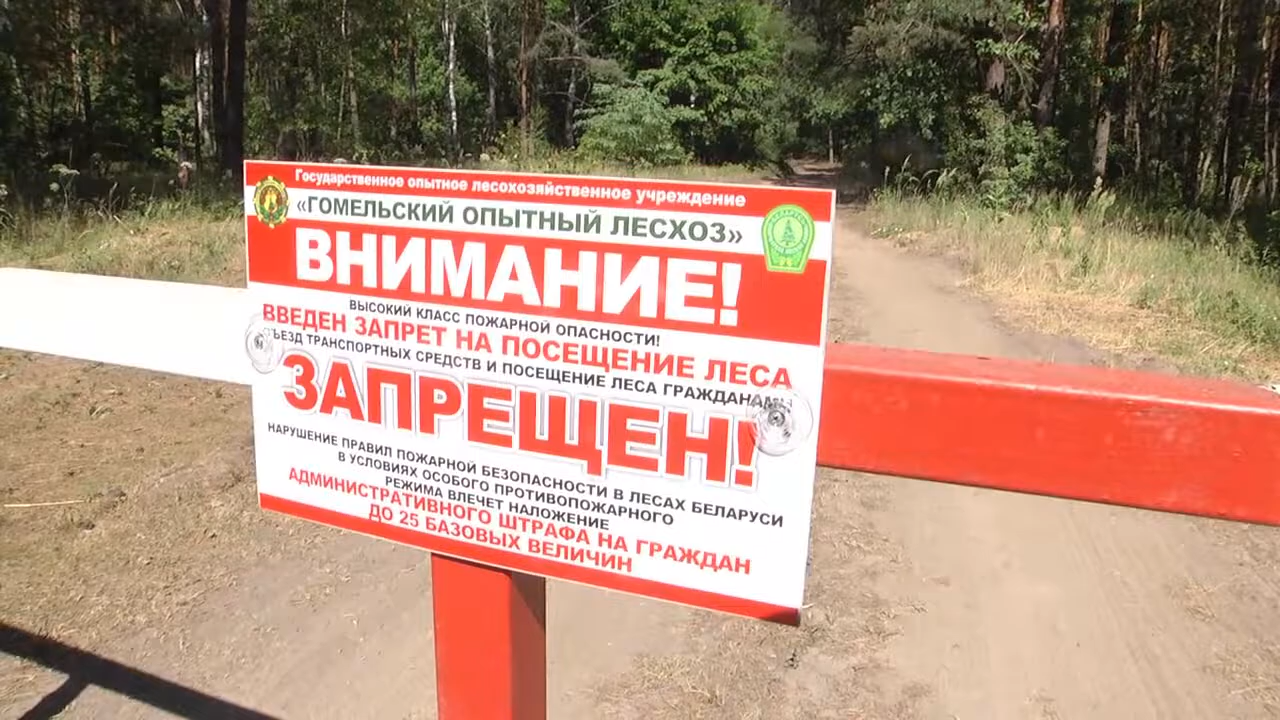 Государственное опытное лесохозяйственное учреждение
«ГОМЕЛЬСКИЙ ОПЫТНЫЙ ЛЕСХОЗ»
ВНИМАНИЕ!
ВЫСОКИЙ КЛАСС ПОЖАРНОЙ ОПАСНОСТИ!
ВВЕДЕН ЗАПРЕТ НА ПОСЕЩЕНИЕ ЛЕСА
ТРАНСПОРТНЫХ СРЕДСТВ И ПОСЕЩЕНИЕ ЛЕСА ГРАЖДАНАМИ
ЗАПРЕЩЕН!
НАРУШЕНИЕ ПРАВИЛ ПОЖАРНОЙ БЕЗОПАСНОСТИ В ЛЕСАХ БЕЛАРУСИ
В УСЛОВИЯХ ОСОБОГО ПРОТИВОПОЖАРНОГО
РЕЖИМА ВЛЕЧЕТ НАЛОЖЕНИЕ
АДМИНИСТРАТИВНОГО ШТРАФА НА ГРАЖДАН
ДО 25 БАЗОВЫХ ВЕЛИЧИН